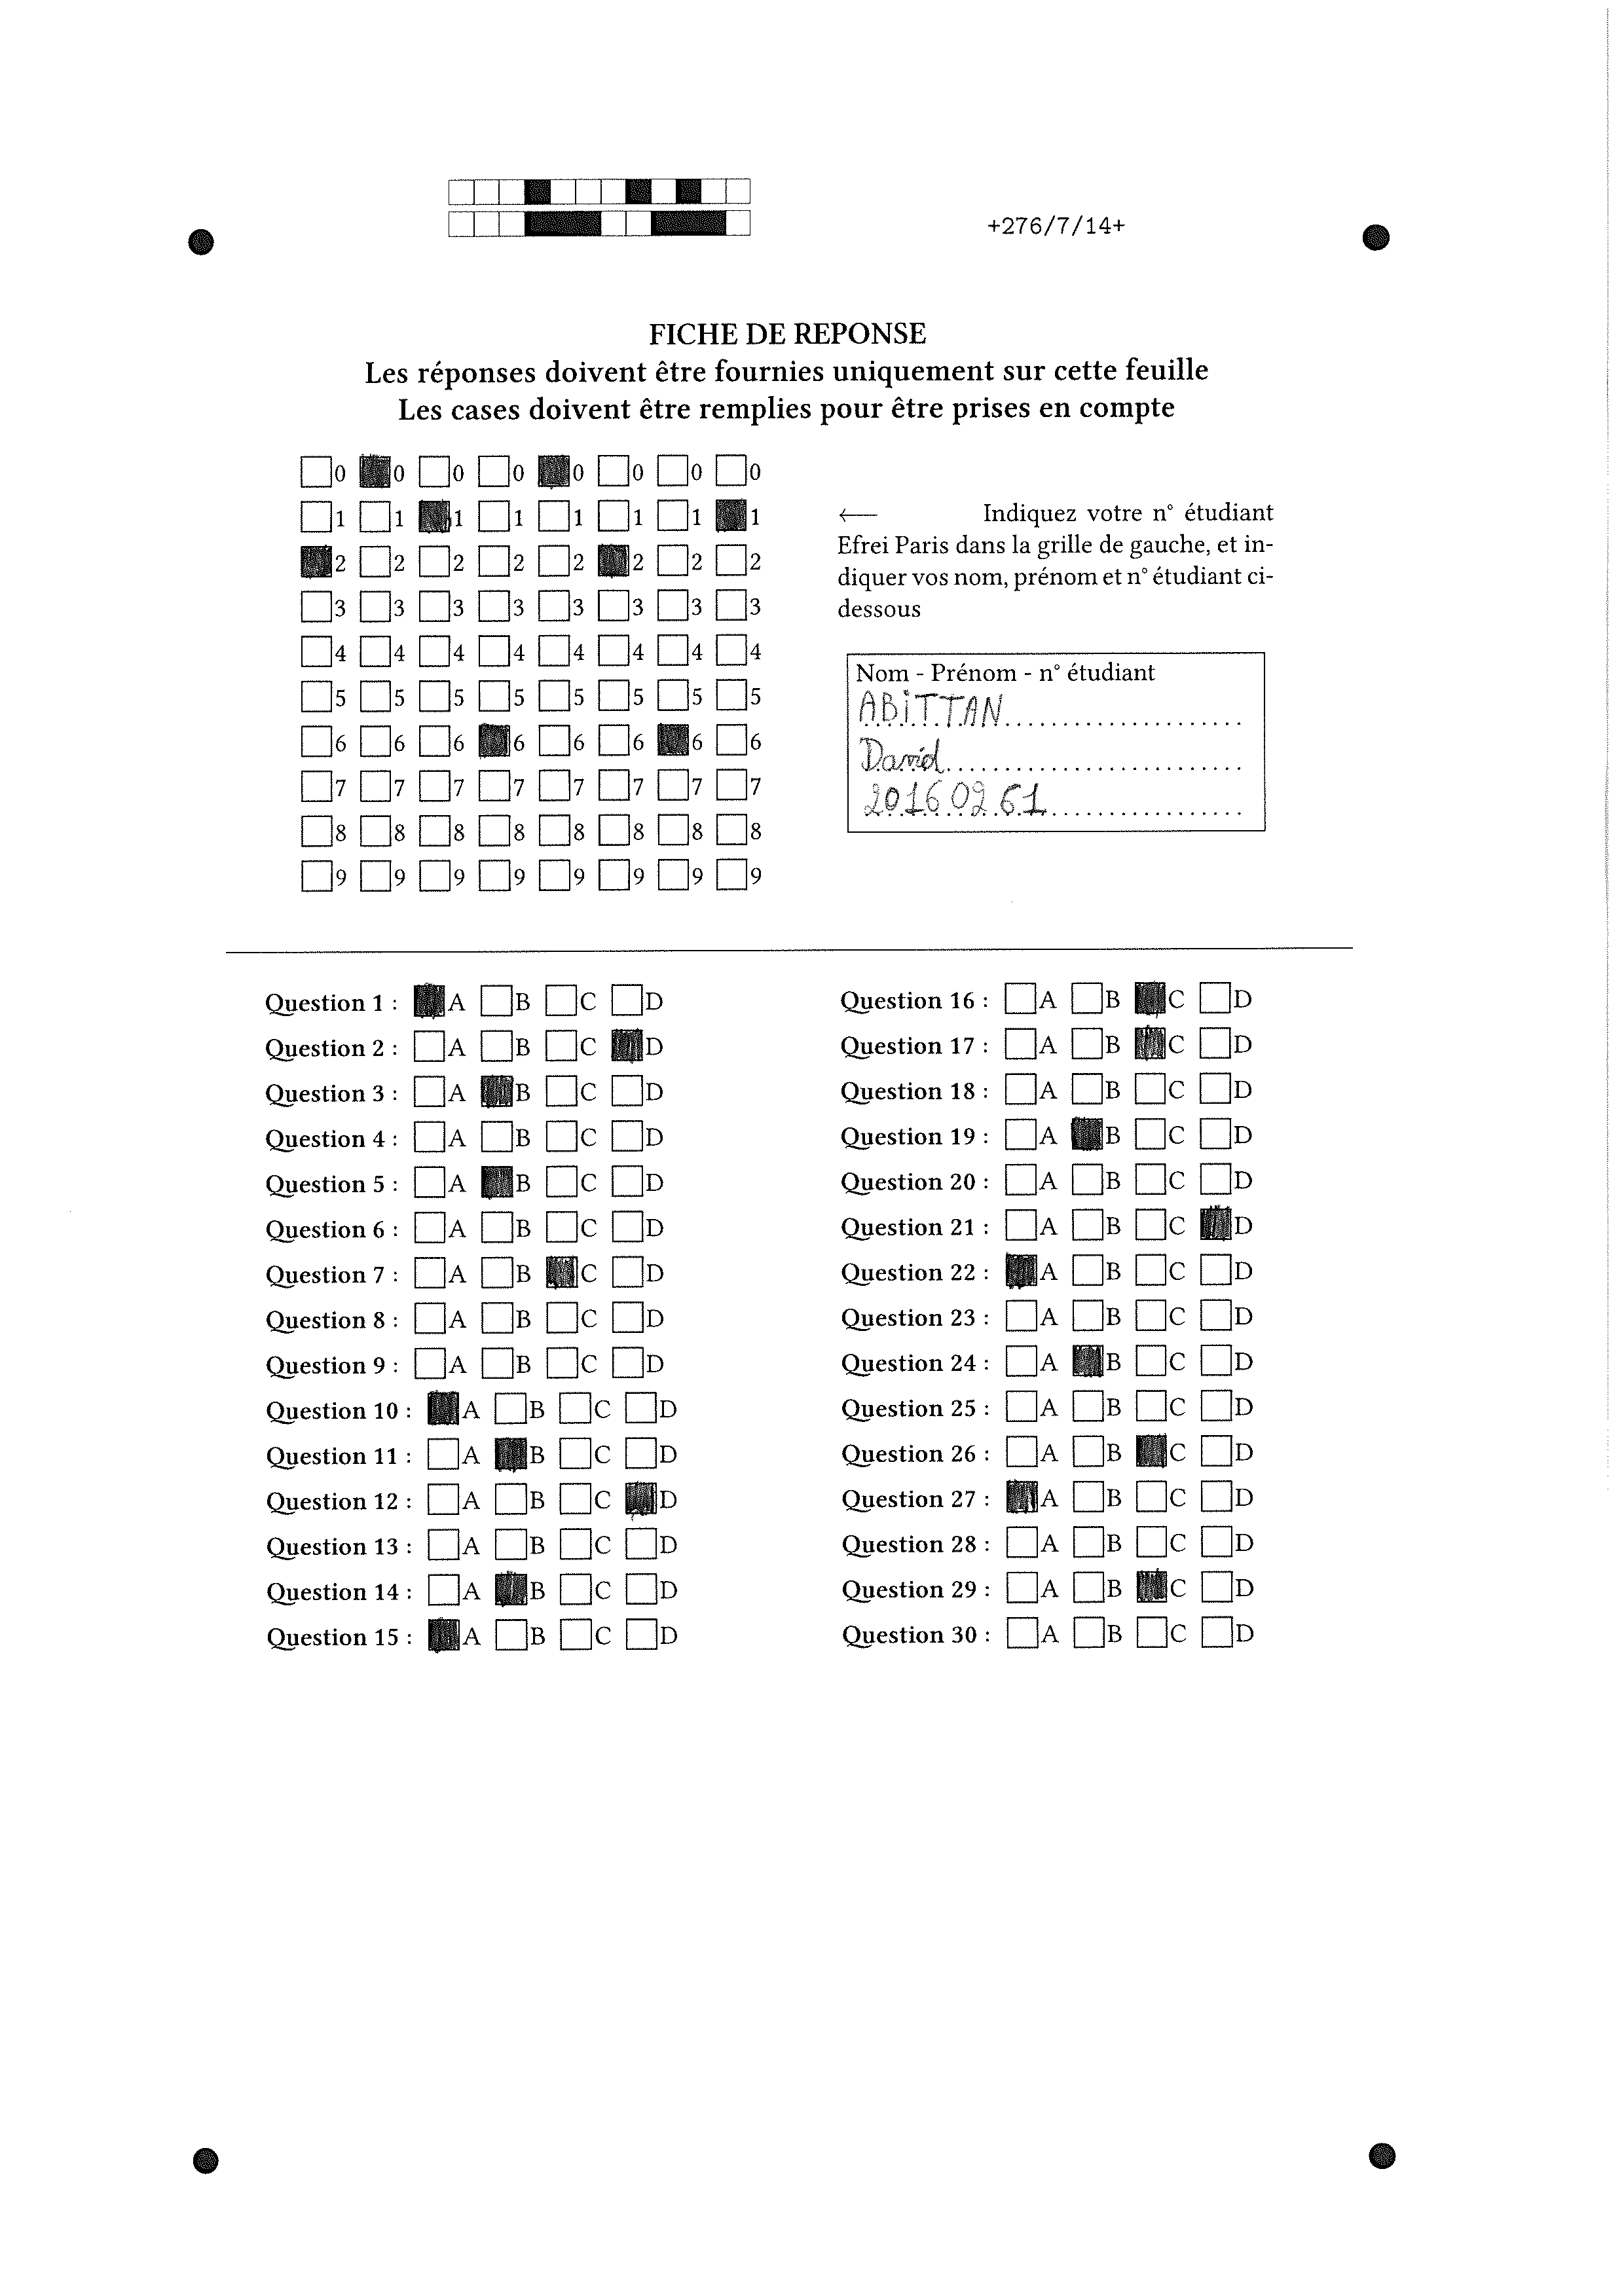 +276/7/14+
FICHE DE REPONSE
Les réponses doivent être fournies uniquement sur cette feuille
Les cases doivent être remplies pour être prises en compte
0 0 0 0 0 0 0 0
1 1 1 1 1 1 1 1
2 2 2 2 2 2 2 2
3 3 3 3 3 3 3 3
4 4 4 4 4 4 4 4
5 5 5 5 5 5 5 5
6 6 6 6 6 6 6 6
7 7 7 7 7 7 7 7
8 8 8 8 8 8 8 8
9 9 9 9 9 9 9 9
← Indiquez votre n° étudiant
Efrei Paris dans la grille de gauche, et in-
diquer vos nom, prénom et n° étudiant ci-
dessous
Nom - Prénom - n° étudiant
ABiTTAN
David
20160261
Question 1 : A B C D
Question 2 : A B C D
Question 3 : A B C D
Question 4 : A B C D
Question 5 : A B C D
Question 6 : A B C D
Question 7 : A B C D
Question 8 : A B C D
Question 9 : A B C D
Question 10 : A B C D
Question 11 : A B C D
Question 12 : A B C D
Question 13 : A B C D
Question 14 : A B C D
Question 15 : A B C D
Question 16 : A B C D
Question 17 : A B C D
Question 18 : A B C D
Question 19 : A B C D
Question 20 : A B C D
Question 21 : A B C D
Question 22 : A B C D
Question 23 : A B C D
Question 24 : A B C D
Question 25 : A B C D
Question 26 : A B C D
Question 27 : A B C D
Question 28 : A B C D
Question 29 : A B C D
Question 30 : A B C D